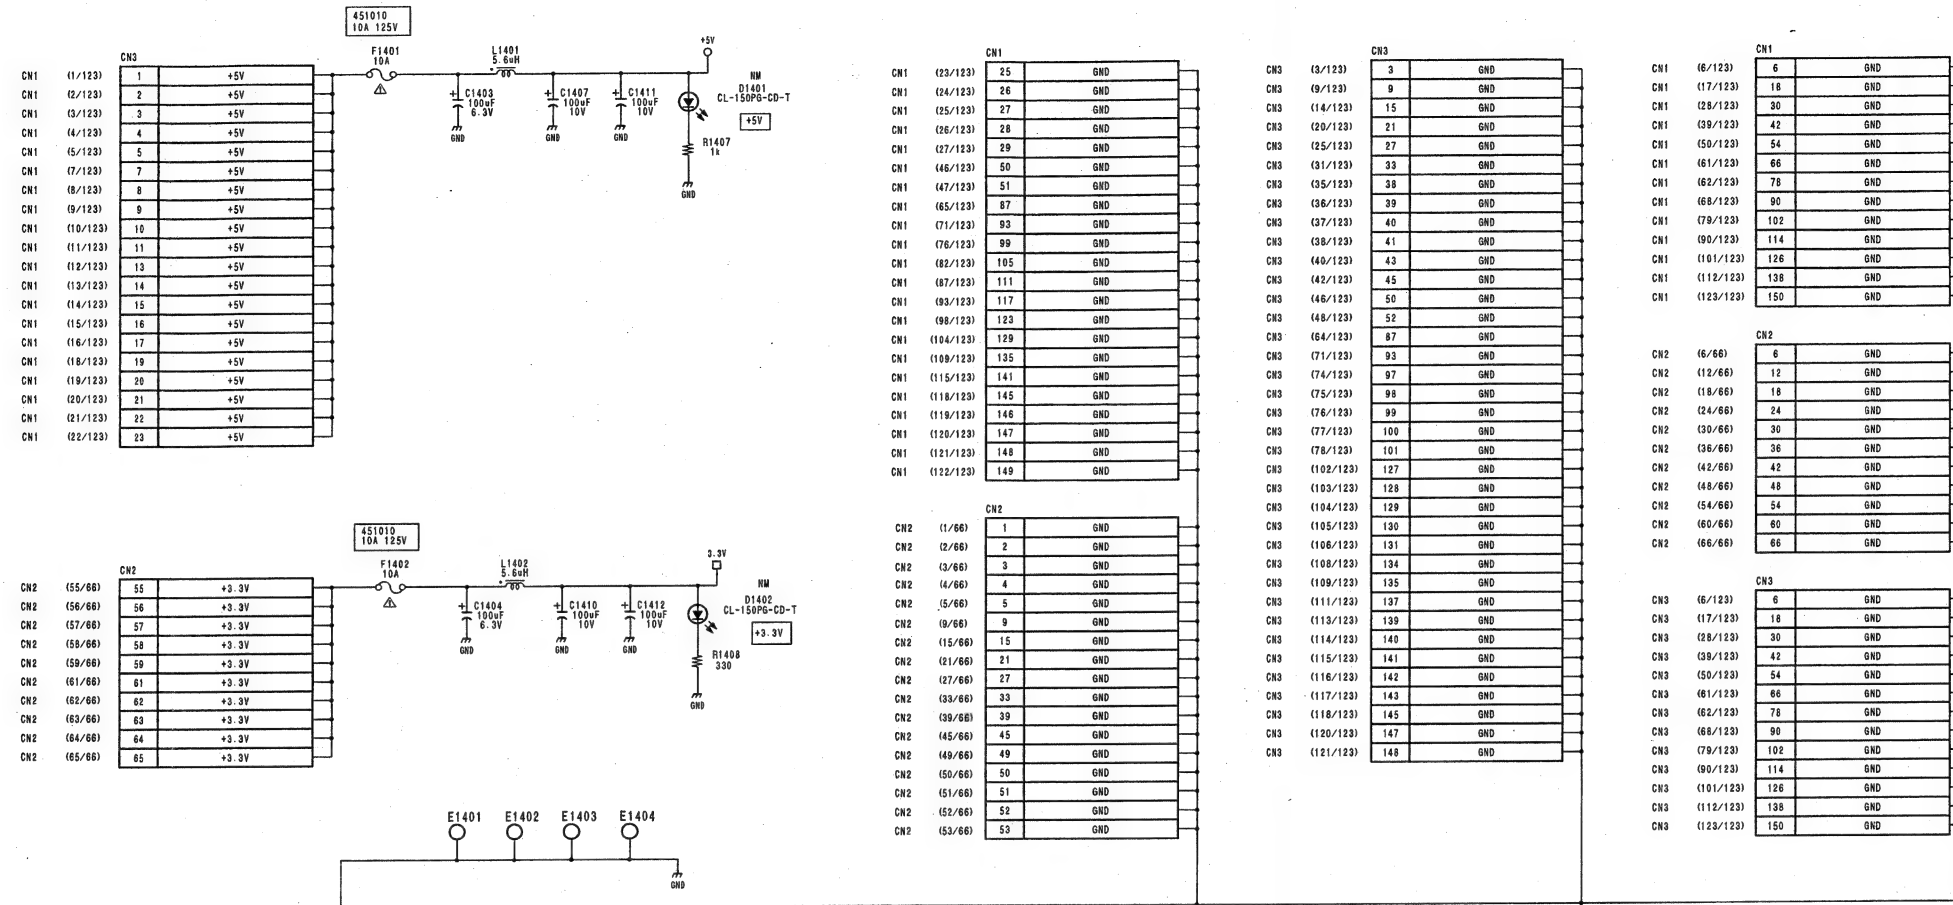 451010
10A 125V
F1401
10A
L1401
5.6uH
+5V
C1403
100uF
6.3V
GND
C1407
100uF
10V
GND
C1411
100uF
10V
GND
NM
D1401
CL-150PG-CD-T
+5V
R1407
1k
GND
CN3
CN1 (1/123) 1 +5V
CN1 (2/123) 2 +5V
CN1 (3/123) 3 +5V
CN1 (4/123) 4 +5V
CN1 (5/123) 5 +5V
CN1 (7/123) 7 +5V
CN1 (8/123) 8 +5V
CN1 (9/123) 9 +5V
CN1 (10/123) 10 +5V
CN1 (11/123) 11 +5V
CN1 (12/123) 13 +5V
CN1 (13/123) 14 +5V
CN1 (14/123) 15 +5V
CN1 (15/123) 16 +5V
CN1 (16/123) 17 +5V
CN1 (18/123) 19 +5V
CN1 (19/123) 20 +5V
CN1 (20/123) 21 +5V
CN1 (21/123) 22 +5V
CN1 (22/123) 23 +5V
451010
10A 125V
F1402
10A
L1402
5.6uH
3.3V
C1404
100uF
6.3V
GND
C1410
100uF
10V
GND
C1412
100uF
10V
GND
NM
D1402
CL-150PG-CD-T
+3.3V
R1408
330
GND
CN2
CN2 (55/66) 55 +3.3V
CN2 (56/66) 56 +3.3V
CN2 (57/66) 57 +3.3V
CN2 (58/66) 58 +3.3V
CN2 (59/66) 59 +3.3V
CN2 (61/66) 61 +3.3V
CN2 (62/66) 62 +3.3V
CN2 (63/66) 63 +3.3V
CN2 (64/66) 64 +3.3V
CN2 (65/66) 65 +3.3V
E1401 E1402 E1403 E1404
GND
CN1
CN1 (23/123) 25 GND
CN1 (24/123) 26 GND
CN1 (25/123) 27 GND
CN1 (26/123) 28 GND
CN1 (27/123) 29 GND
CN1 (46/123) 50 GND
CN1 (47/123) 51 GND
CN1 (65/123) 87 GND
CN1 (71/123) 93 GND
CN1 (76/123) 99 GND
CN1 (82/123) 105 GND
CN1 (87/123) 111 GND
CN1 (93/123) 117 GND
CN1 (98/123) 123 GND
CN1 (104/123) 129 GND
CN1 (109/123) 135 GND
CN1 (115/123) 141 GND
CN1 (118/123) 145 GND
CN1 (119/123) 146 GND
CN1 (120/123) 147 GND
CN1 (121/123) 148 GND
CN1 (122/123) 149 GND
CN2
CN2 (1/66) 1 GND
CN2 (2/66) 2 GND
CN2 (3/66) 3 GND
CN2 (4/66) 4 GND
CN2 (5/66) 5 GND
CN2 (9/66) 9 GND
CN2 (15/66) 15 GND
CN2 (21/66) 21 GND
CN2 (27/66) 27 GND
CN2 (33/66) 33 GND
CN2 (39/66) 39 GND
CN2 (45/66) 45 GND
CN2 (49/66) 49 GND
CN2 (50/66) 50 GND
CN2 (51/66) 51 GND
CN2 (52/66) 52 GND
CN2 (53/66) 53 GND
CN3
CN3 (3/123) 3 GND
CN3 (9/123) 9 GND
CN3 (14/123) 15 GND
CN3 (20/123) 21 GND
CN3 (25/123) 27 GND
CN3 (31/123) 33 GND
CN3 (35/123) 38 GND
CN3 (36/123) 39 GND
CN3 (37/123) 40 GND
CN3 (38/123) 41 GND
CN3 (40/123) 43 GND
CN3 (42/123) 45 GND
CN3 (46/123) 50 GND
CN3 (48/123) 52 GND
CN3 (64/123) 87 GND
CN3 (71/123) 93 GND
CN3 (74/123) 97 GND
CN3 (75/123) 98 GND
CN3 (76/123) 99 GND
CN3 (77/123) 100 GND
CN3 (78/123) 101 GND
CN3 (102/123) 127 GND
CN3 (103/123) 128 GND
CN3 (104/123) 129 GND
CN3 (105/123) 130 GND
CN3 (106/123) 131 GND
CN3 (108/123) 134 GND
CN3 (109/123) 135 GND
CN3 (111/123) 137 GND
CN3 (113/123) 139 GND
CN3 (114/123) 140 GND
CN3 (115/123) 141 GND
CN3 (116/123) 142 GND
CN3 (117/123) 143 GND
CN3 (118/123) 145 GND
CN3 (120/123) 147 GND
CN3 (121/123) 148 GND
CN1
CN1 (6/123) 6 GND
CN1 (17/123) 18 GND
CN1 (28/123) 30 GND
CN1 (39/123) 42 GND
CN1 (50/123) 54 GND
CN1 (61/123) 66 GND
CN1 (62/123) 78 GND
CN1 (68/123) 90 GND
CN1 (79/123) 102 GND
CN1 (90/123) 114 GND
CN1 (101/123) 126 GND
CN1 (112/123) 138 GND
CN1 (123/123) 150 GND
CN2
CN2 (6/66) 6 GND
CN2 (12/66) 12 GND
CN2 (18/66) 18 GND
CN2 (24/66) 24 GND
CN2 (30/66) 30 GND
CN2 (36/66) 36 GND
CN2 (42/66) 42 GND
CN2 (48/66) 48 GND
CN2 (54/66) 54 GND
CN2 (60/66) 60 GND
CN2 (66/66) 66 GND
CN3
CN3 (6/123) 6 GND
CN3 (17/123) 18 GND
CN3 (28/123) 30 GND
CN3 (39/123) 42 GND
CN3 (50/123) 54 GND
CN3 (61/123) 66 GND
CN3 (62/123) 78 GND
CN3 (68/123) 90 GND
CN3 (79/123) 102 GND
CN3 (90/123) 114 GND
CN3 (101/123) 126 GND
CN3 (112/123) 138 GND
CN3 (123/123) 150 GND